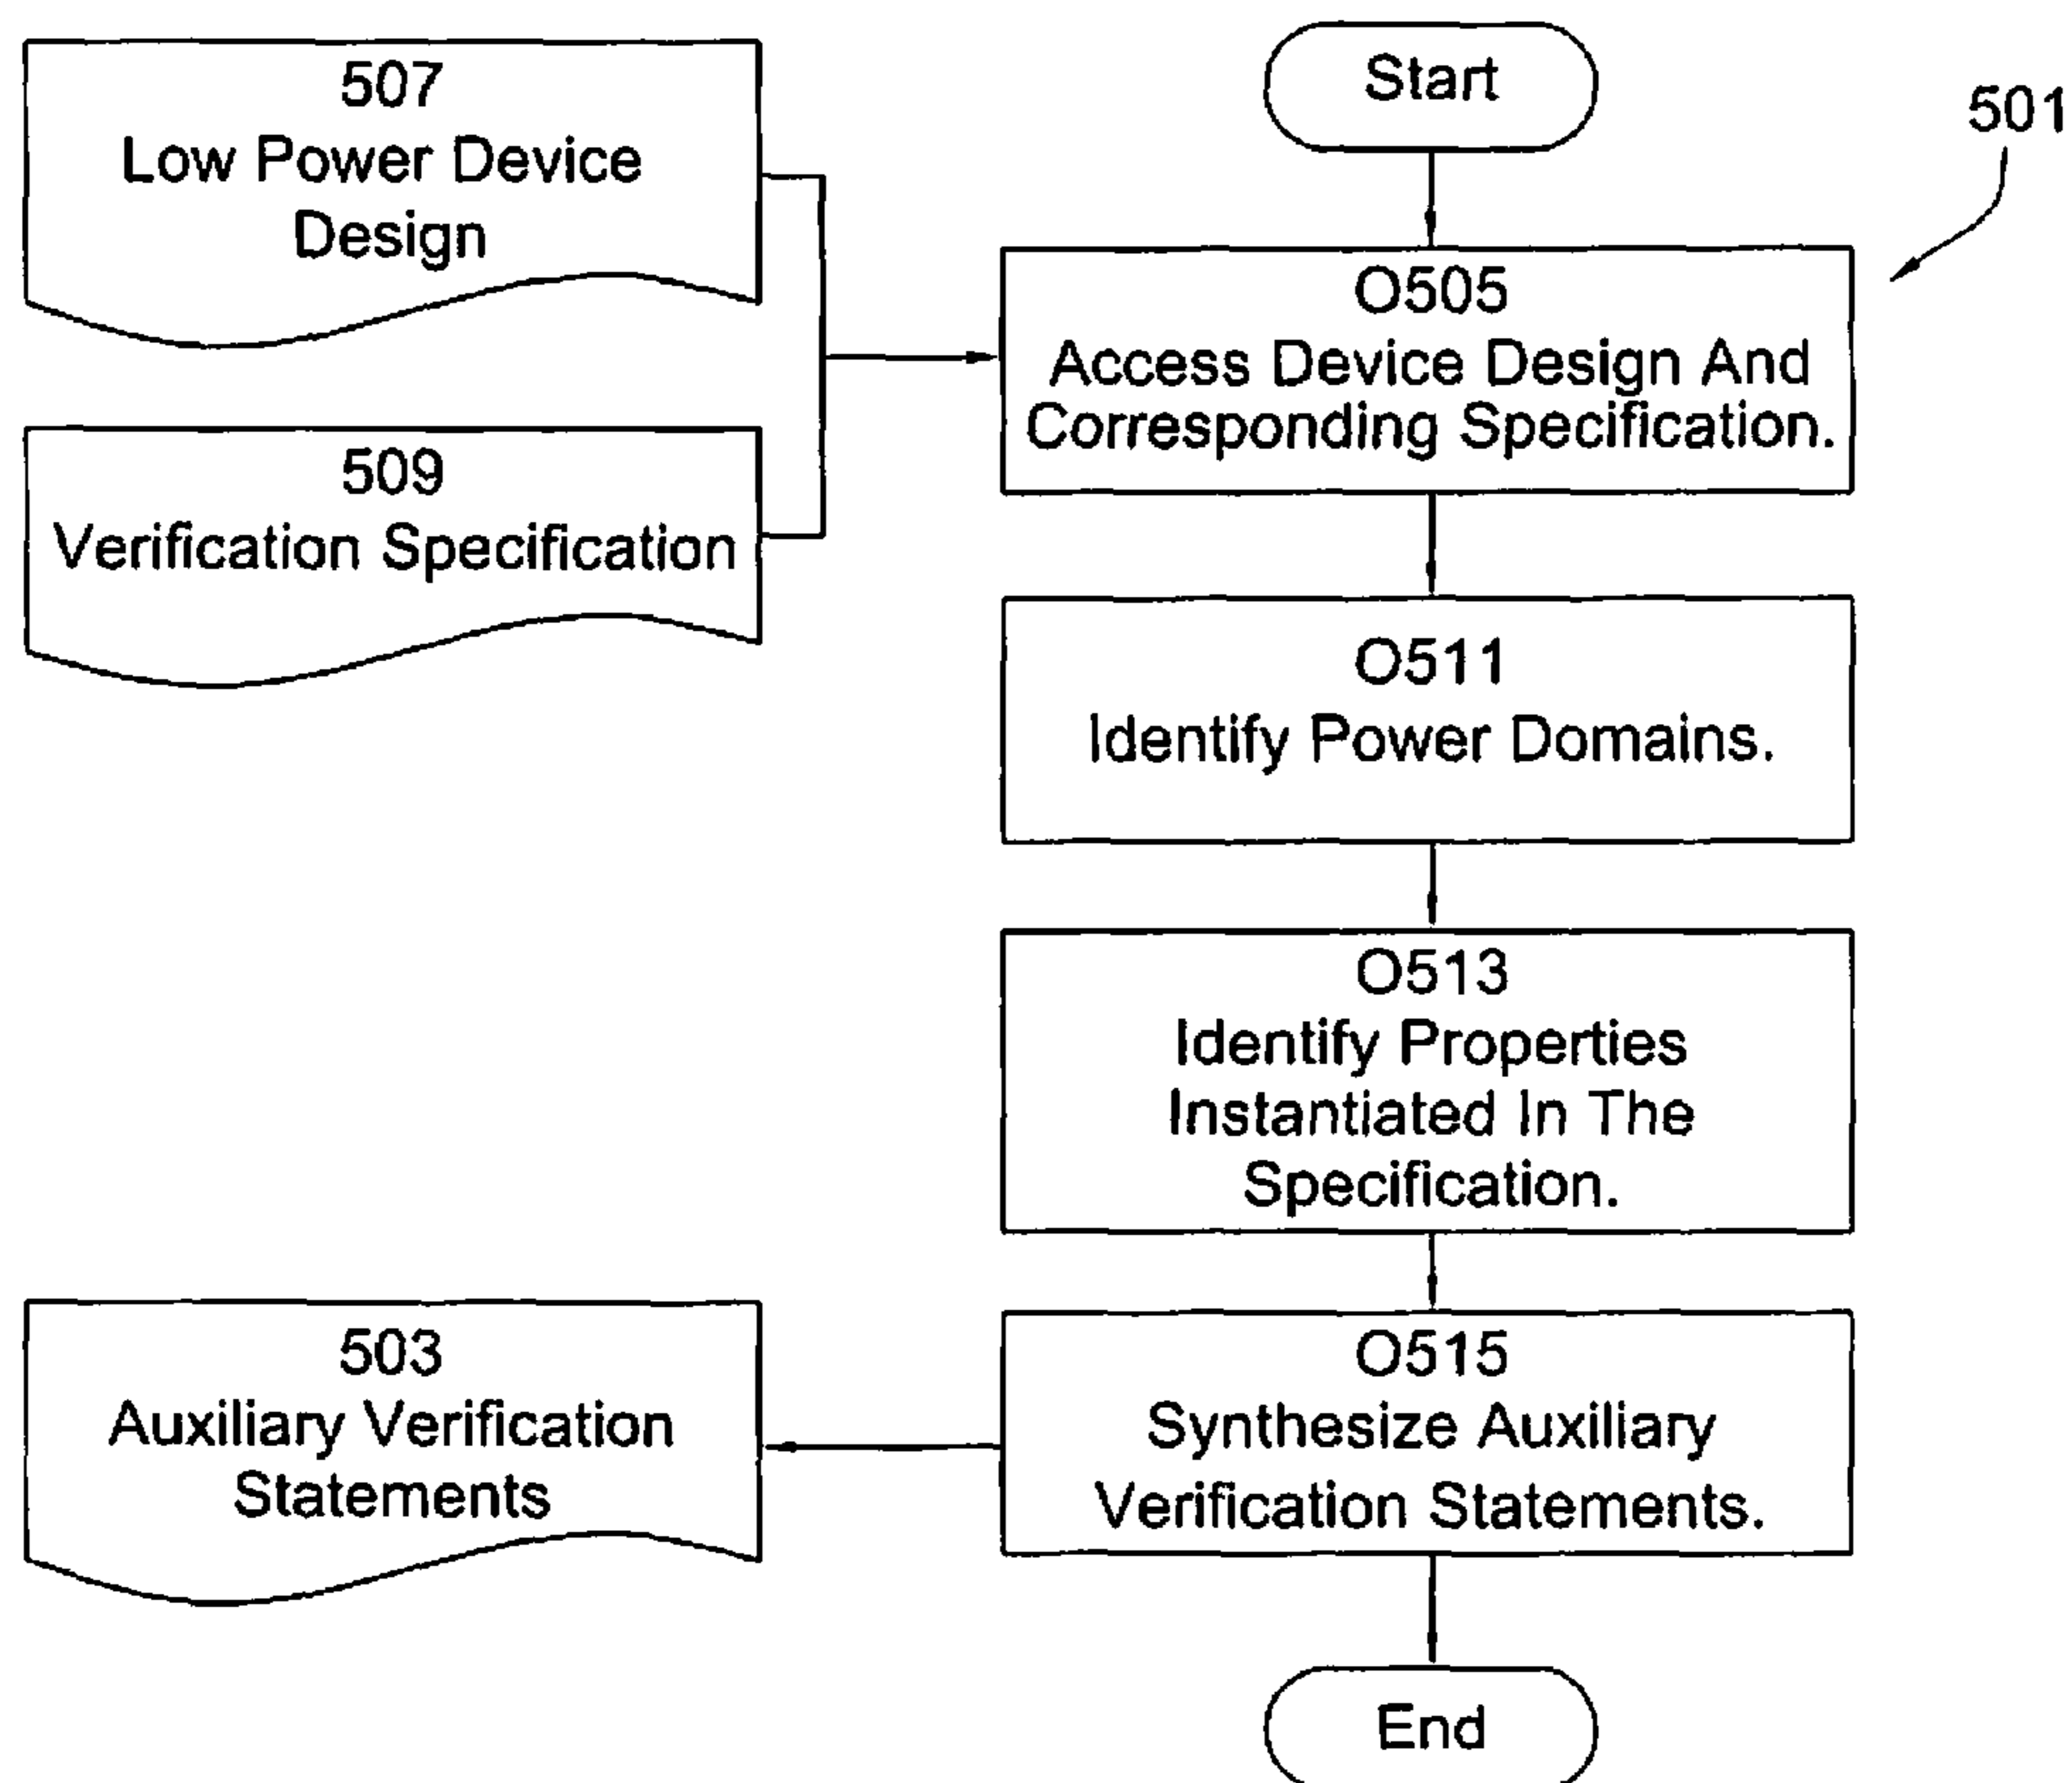 507
Low Power Device
Design
509
Verification Specification
Start
501
O505
Access Device Design And
Corresponding Specification.
O511
Identify Power Domains.
O513
Identify Properties
Instantiated In The
Specification.
503
Auxiliary Verification
Statements
O515
Synthesize Auxiliary
Verification Statements.
End